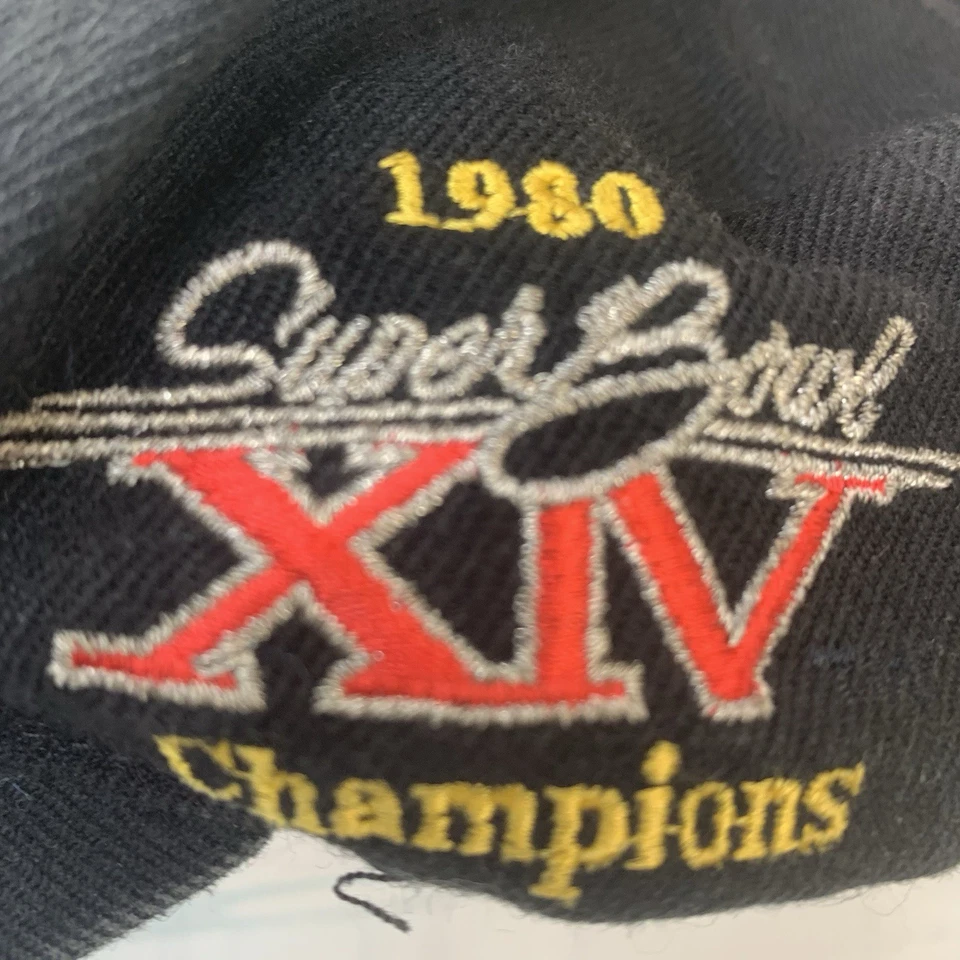 1980
Super Bowl
XIV
Champions